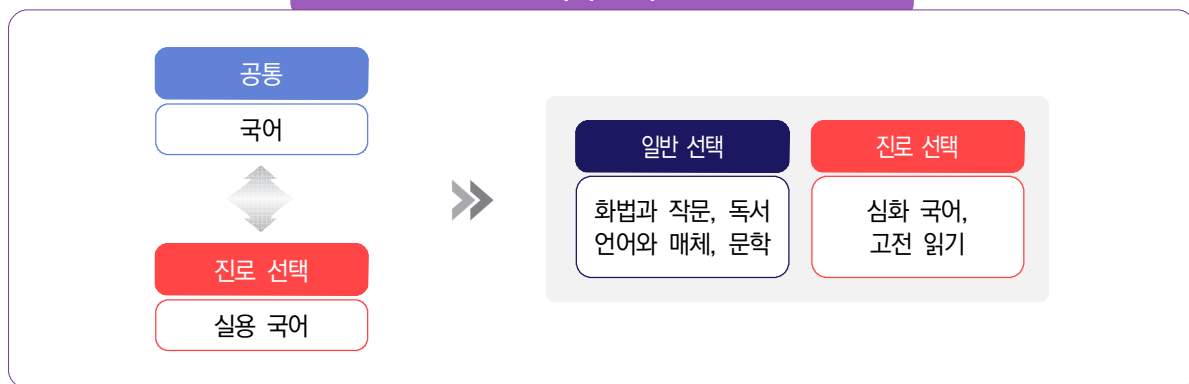 공통
국어
진로 선택
실용 국어
일반 선택
화법과 작문, 독서
언어와 매체, 문학
진로 선택
심화 국어,
고전 읽기